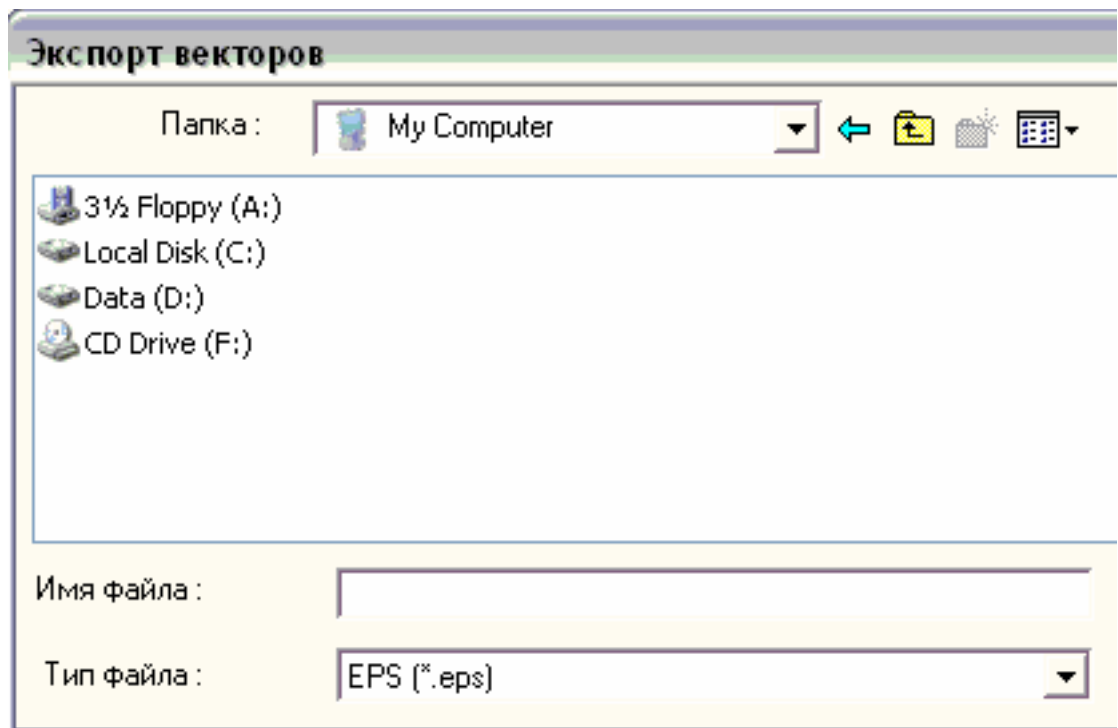 Экспорт векторов
Папка : My Computer
3½ Floppy (A:)
Local Disk (C:)
Data (D:)
CD Drive (F:)
Имя файла :
Тип файла : EPS (*.eps)